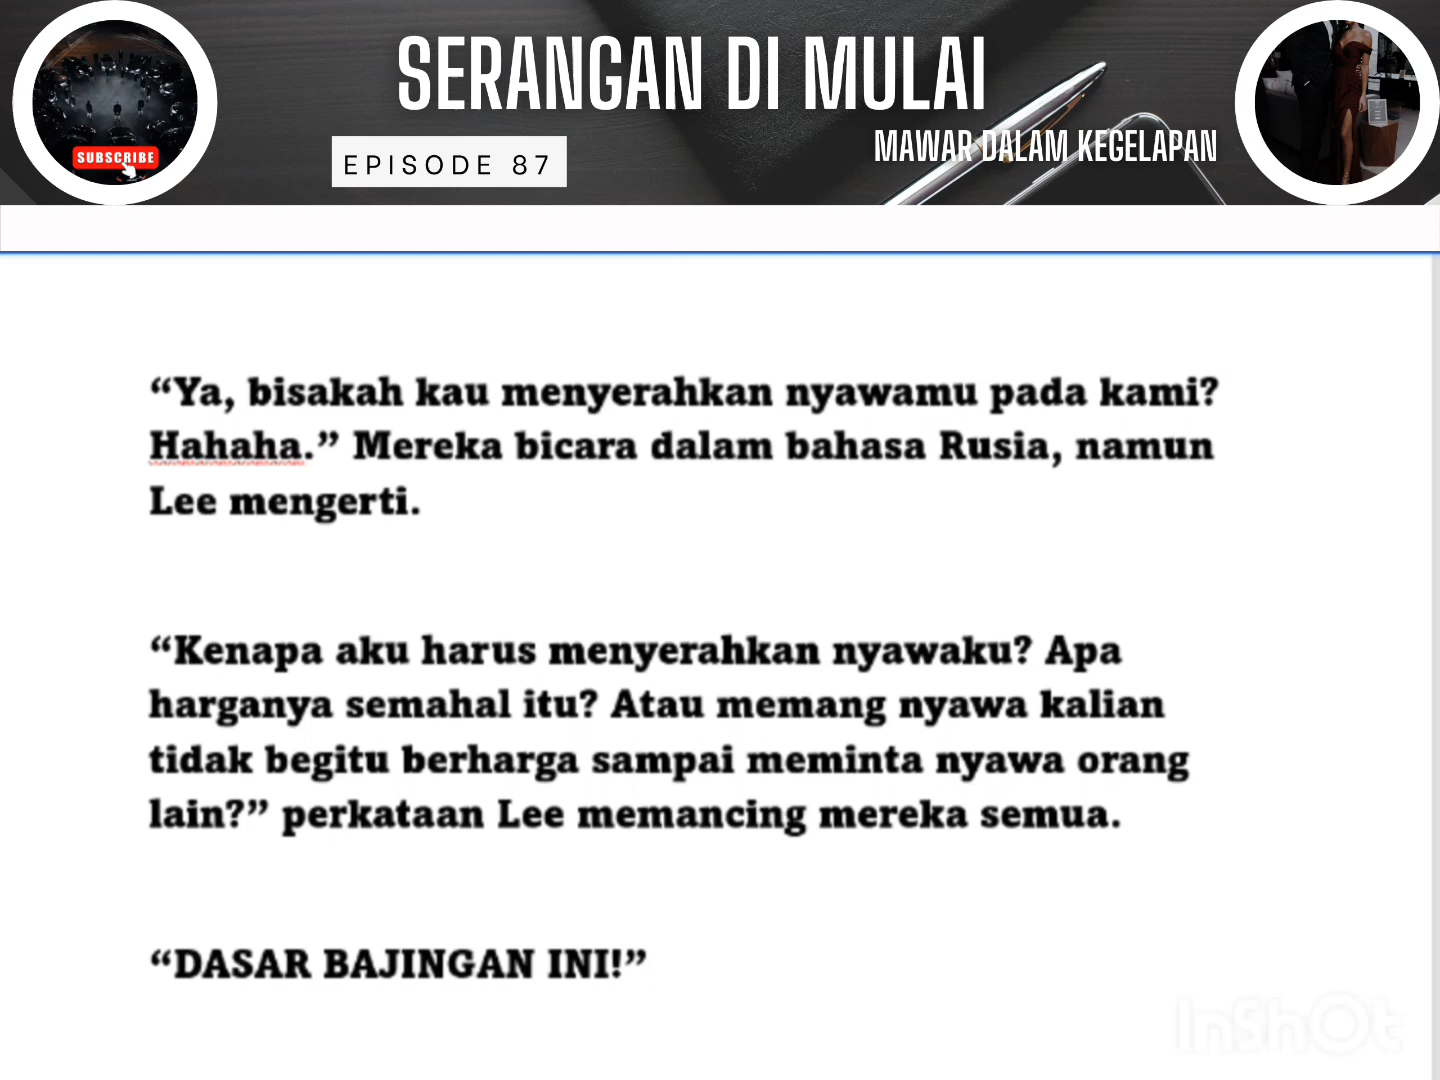 SERANGAN DI MULAI
MAWAR DALAM KEGELAPAN
EPISODE 87
SUBSCRIBE
“Ya, bisakah kau menyerahkan nyawamu pada kami?
Hahaha.” Mereka bicara dalam bahasa Rusia, namun
Lee mengerti.
“Kenapa aku harus menyerahkan nyawaku? Apa
harganya semahal itu? Atau memang nyawa kalian
tidak begitu berharga sampai meminta nyawa orang
lain?” perkataan Lee memancing mereka semua.
“DASAR BAJINGAN INI!”
InShOt